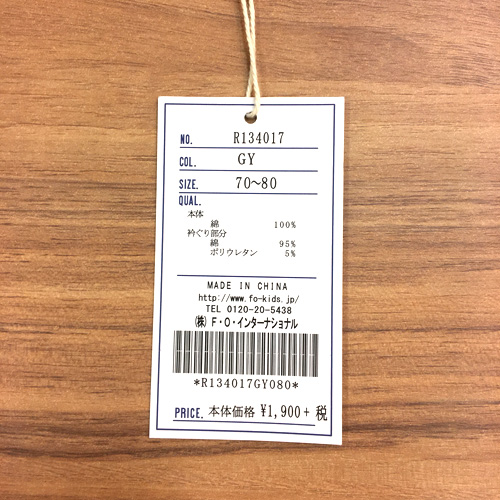 NO. R134017
COL. GY
SIZE. 70~80
QUAL.
本体
綿 100%
衿ぐり部分
綿 95%
ポリウレタン 5%
MADE IN CHINA
http://www.fo-kids.jp/
TEL 0120-20-5438
㈱ F・O・インターナショナル
*R134017GY080*
PRICE. 本体価格 ¥1,900+ 税